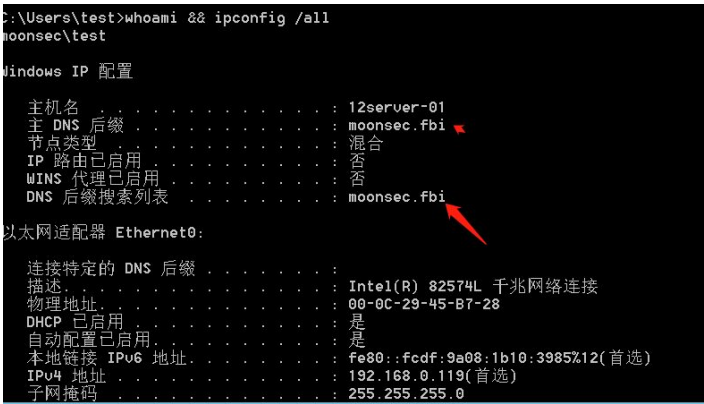 C:\Users\test>whoami && ipconfig /all
moonsec\test
Windows IP 配置
主机名 . . . . . . . . . . . . . : 12server-01
主 DNS 后缀 . . . . . . . . . . . : moonsec.fbi
节点类型 . . . . . . . . . . . . : 混合
IP 路由已启用 . . . . . . . . . . : 否
WINS 代理已启用 . . . . . . . . . : 否
DNS 后缀搜索列表 . . . . . . . . : moonsec.fbi
以太网适配器 Ethernet0:
连接特定的 DNS 后缀 . . . . . . . :
描述. . . . . . . . . . . . . . . : Intel(R) 82574L 千兆网络连接
物理地址. . . . . . . . . . . . . : 00-0C-29-45-B7-28
DHCP 已启用 . . . . . . . . . . . : 是
自动配置已启用. . . . . . . . . . : 是
本地链接 IPv6 地址. . . . . . . . : fe80::fcdf:9a08:1b10:3985%12(首选)
IPv4 地址 . . . . . . . . . . . . : 192.168.0.119(首选)
子网掩码 . . . . . . . . . . . . : 255.255.255.0